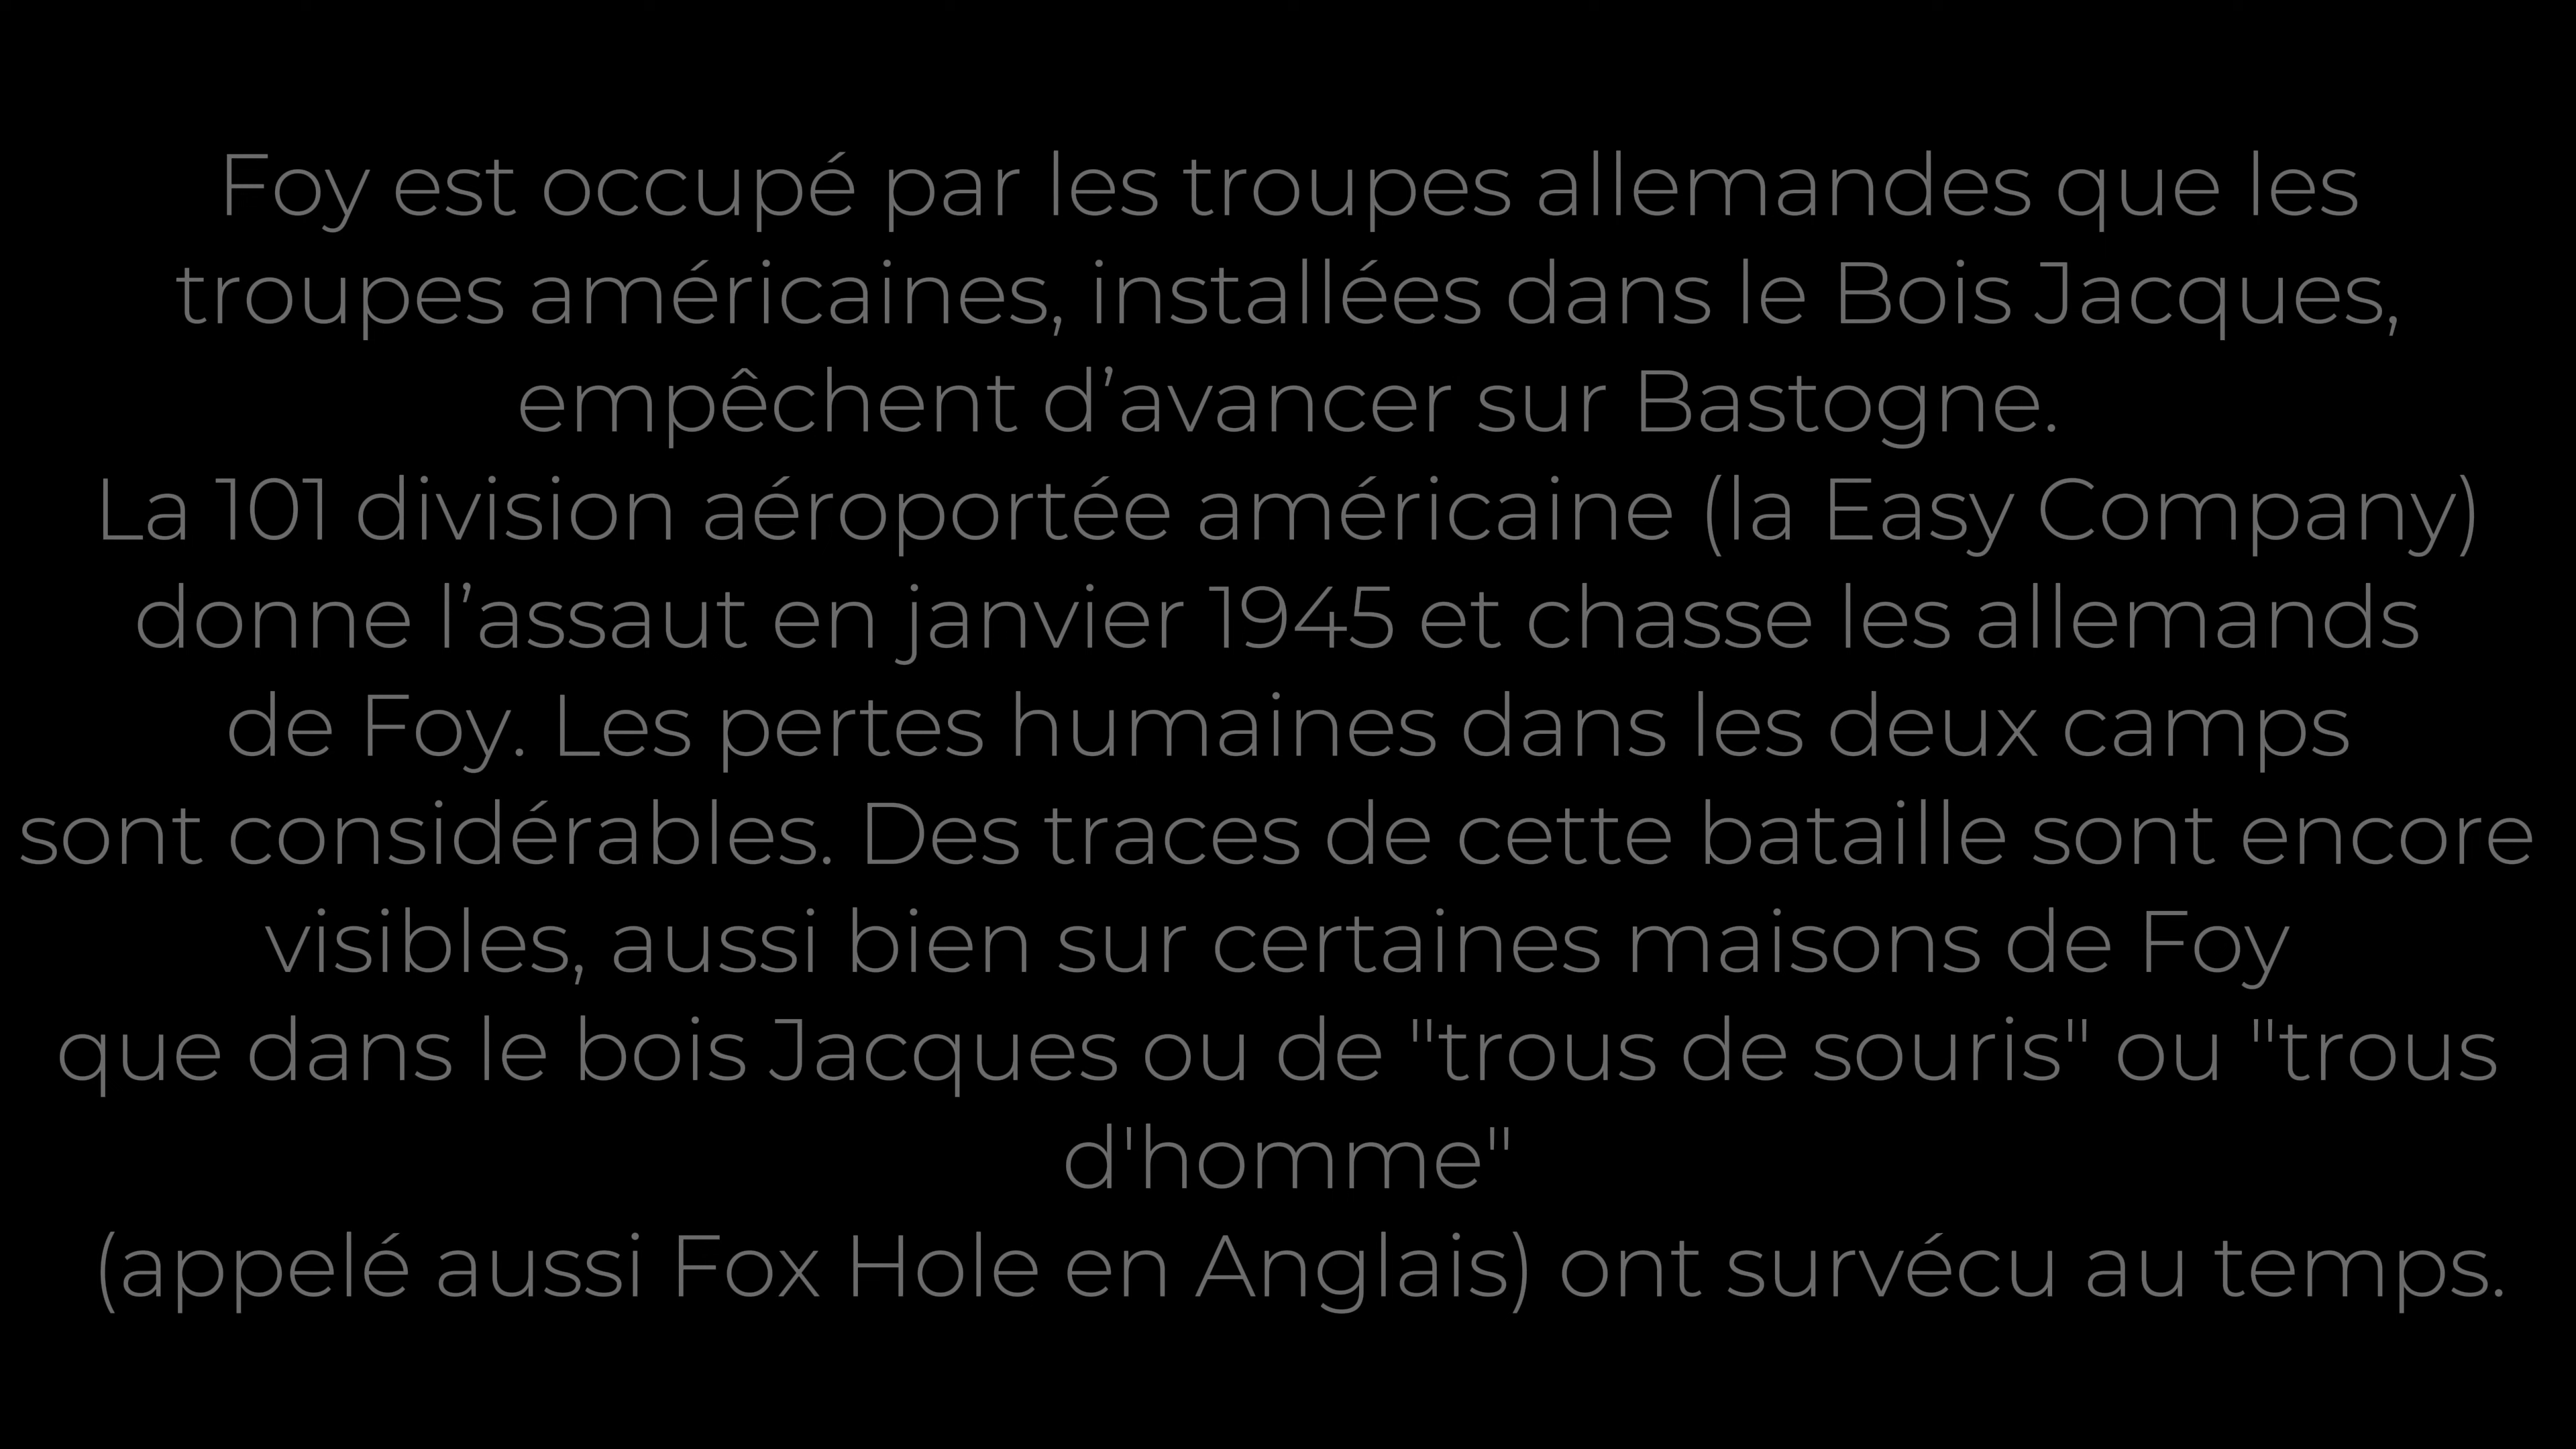 Foy est occupé par les troupes allemandes que les
troupes américaines, installées dans le Bois Jacques,
empêchent d’avancer sur Bastogne.
La 101 division aéroportée américaine (la Easy Company)
donne l’assaut en janvier 1945 et chasse les allemands
de Foy. Les pertes humaines dans les deux camps
sont considérables. Des traces de cette bataille sont encore
visibles, aussi bien sur certaines maisons de Foy
que dans le bois Jacques ou de "trous de souris" ou "trous
d'homme"
(appelé aussi Fox Hole en Anglais) ont survécu au temps.